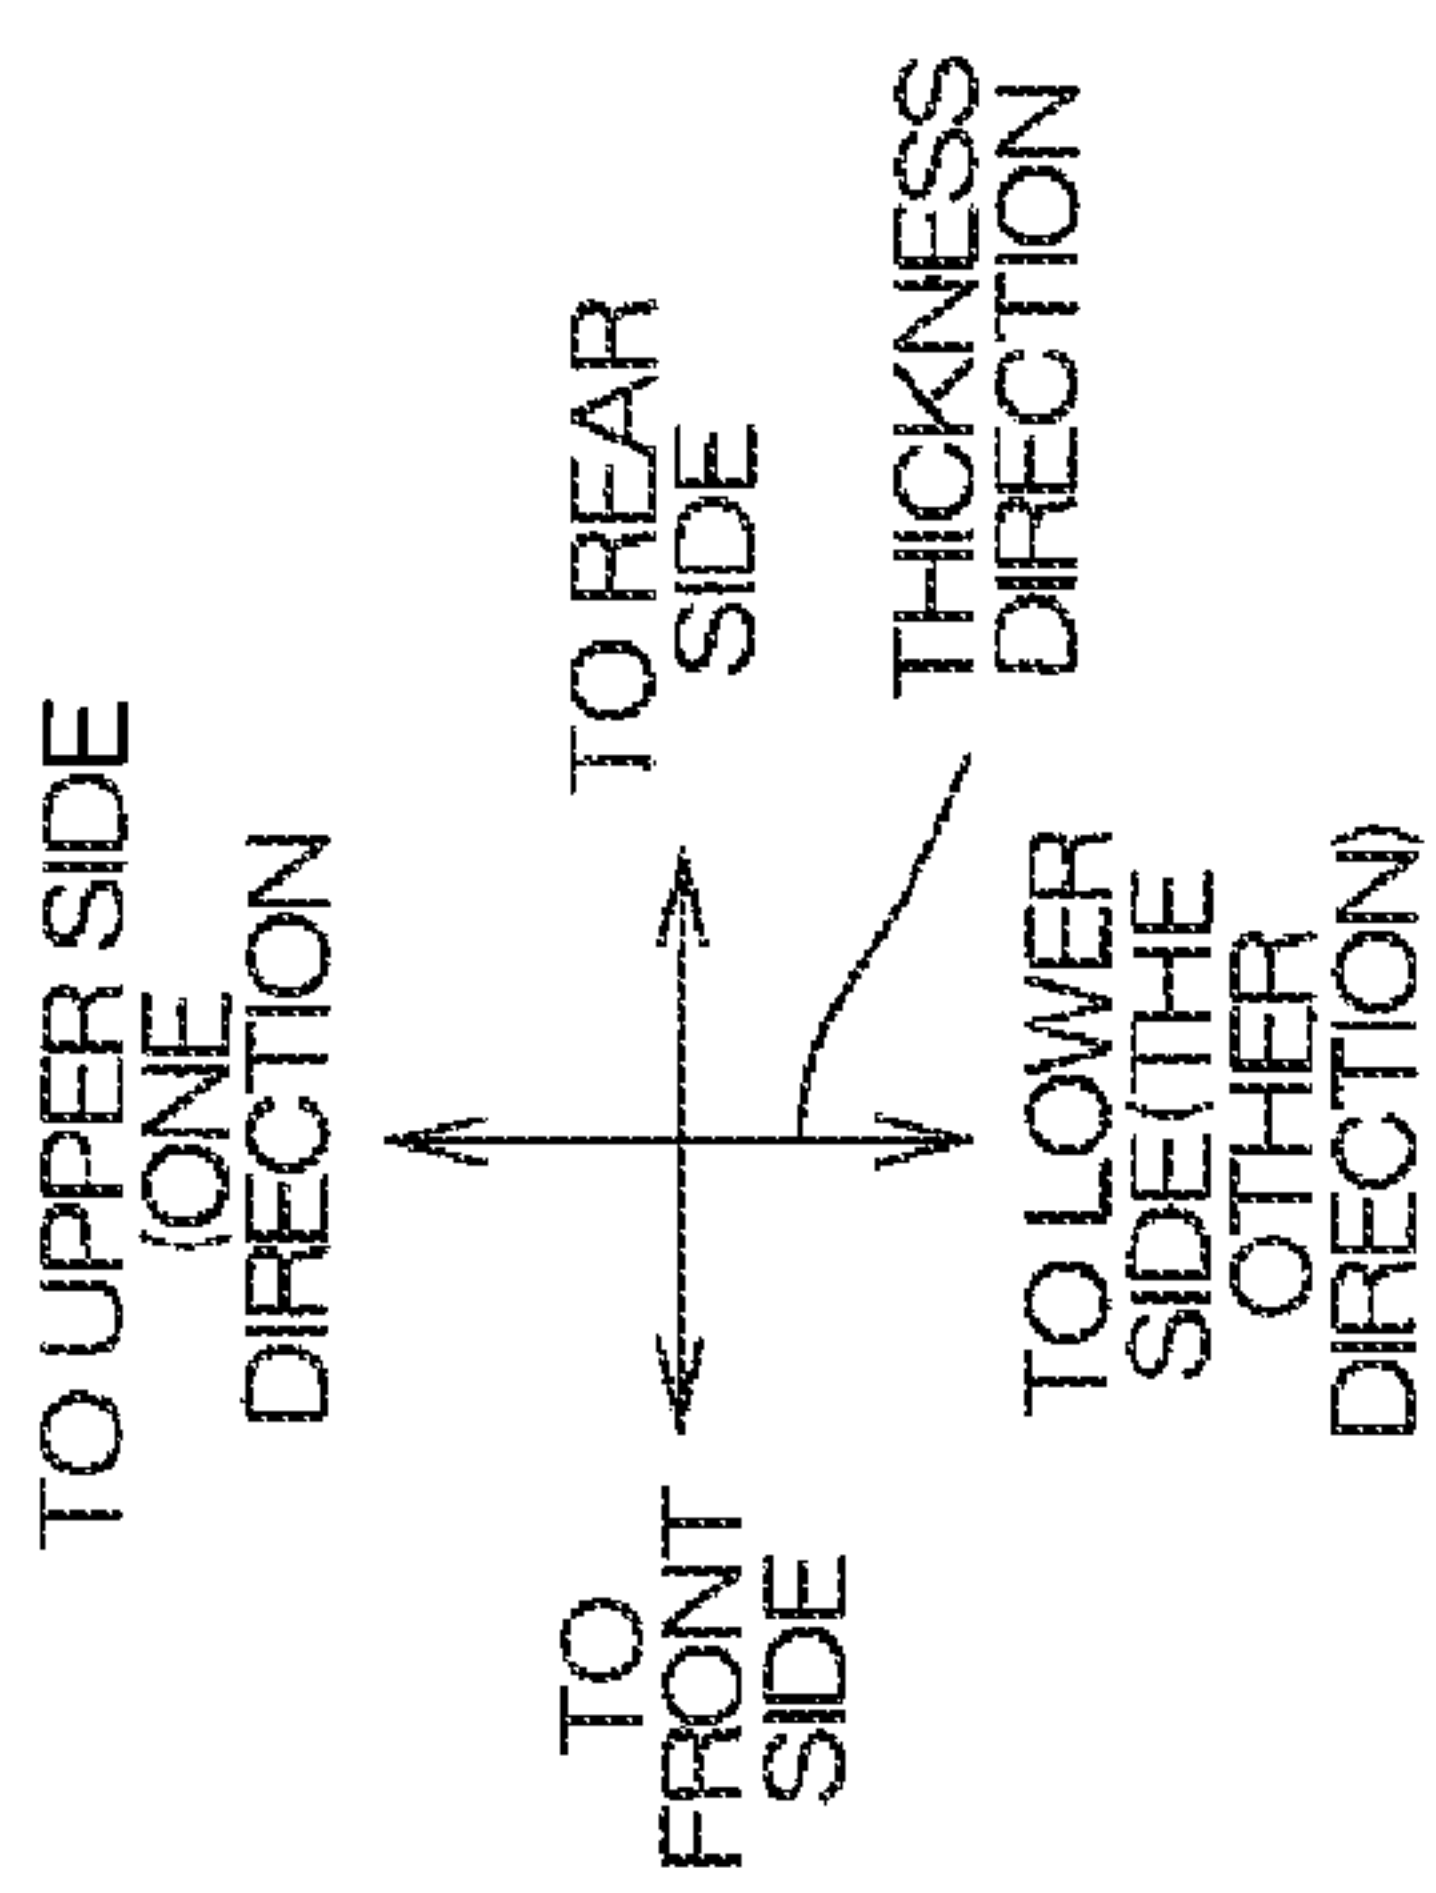 TO UPPER SIDE
(ONE
DIRECTION
TO
FRONT
SIDE
TO REAR
SIDE
THICKNESS
DIRECTION
TO LOWER
SIDE(THE
OTHER
DIRECTION)